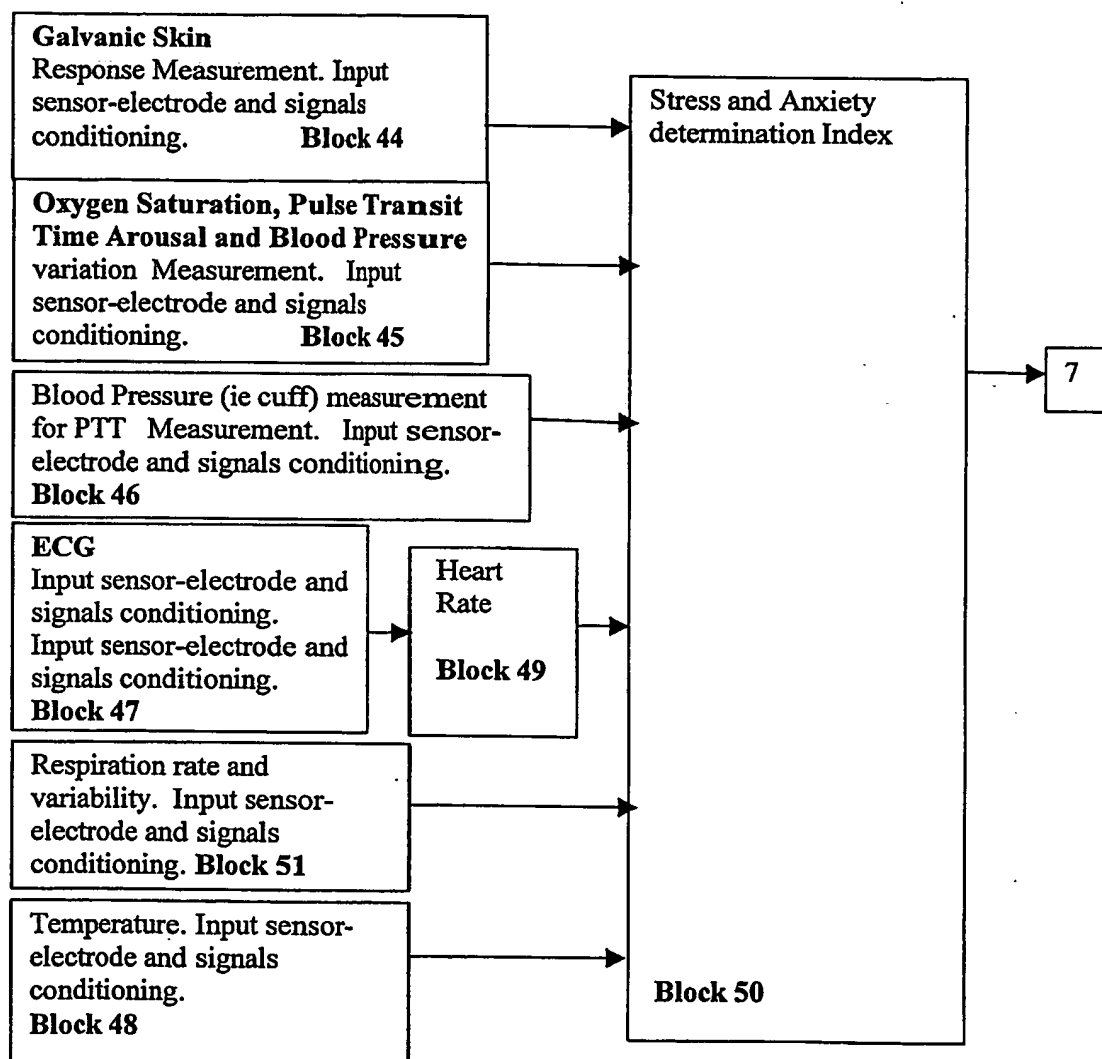 Galvanic Skin
Response Measurement. Input
sensor-electrode and signals
conditioning. Block 44
Oxygen Saturation, Pulse Transit
Time Arousal and Blood Pressure
variation Measurement. Input
sensor-electrode and signals
conditioning. Block 45
Blood Pressure (ie cuff) measurement
for PTT Measurement. Input sensor-
electrode and signals conditioning.
Block 46
ECG
Input sensor-electrode and
signals conditioning.
Input sensor-electrode and
signals conditioning.
Block 47
Heart
Rate
Block 49
Respiration rate and
variability. Input sensor-
electrode and signals
conditioning. Block 51
Temperature. Input sensor-
electrode and signals
conditioning.
Block 48
Stress and Anxiety
determination Index
Block 50
7